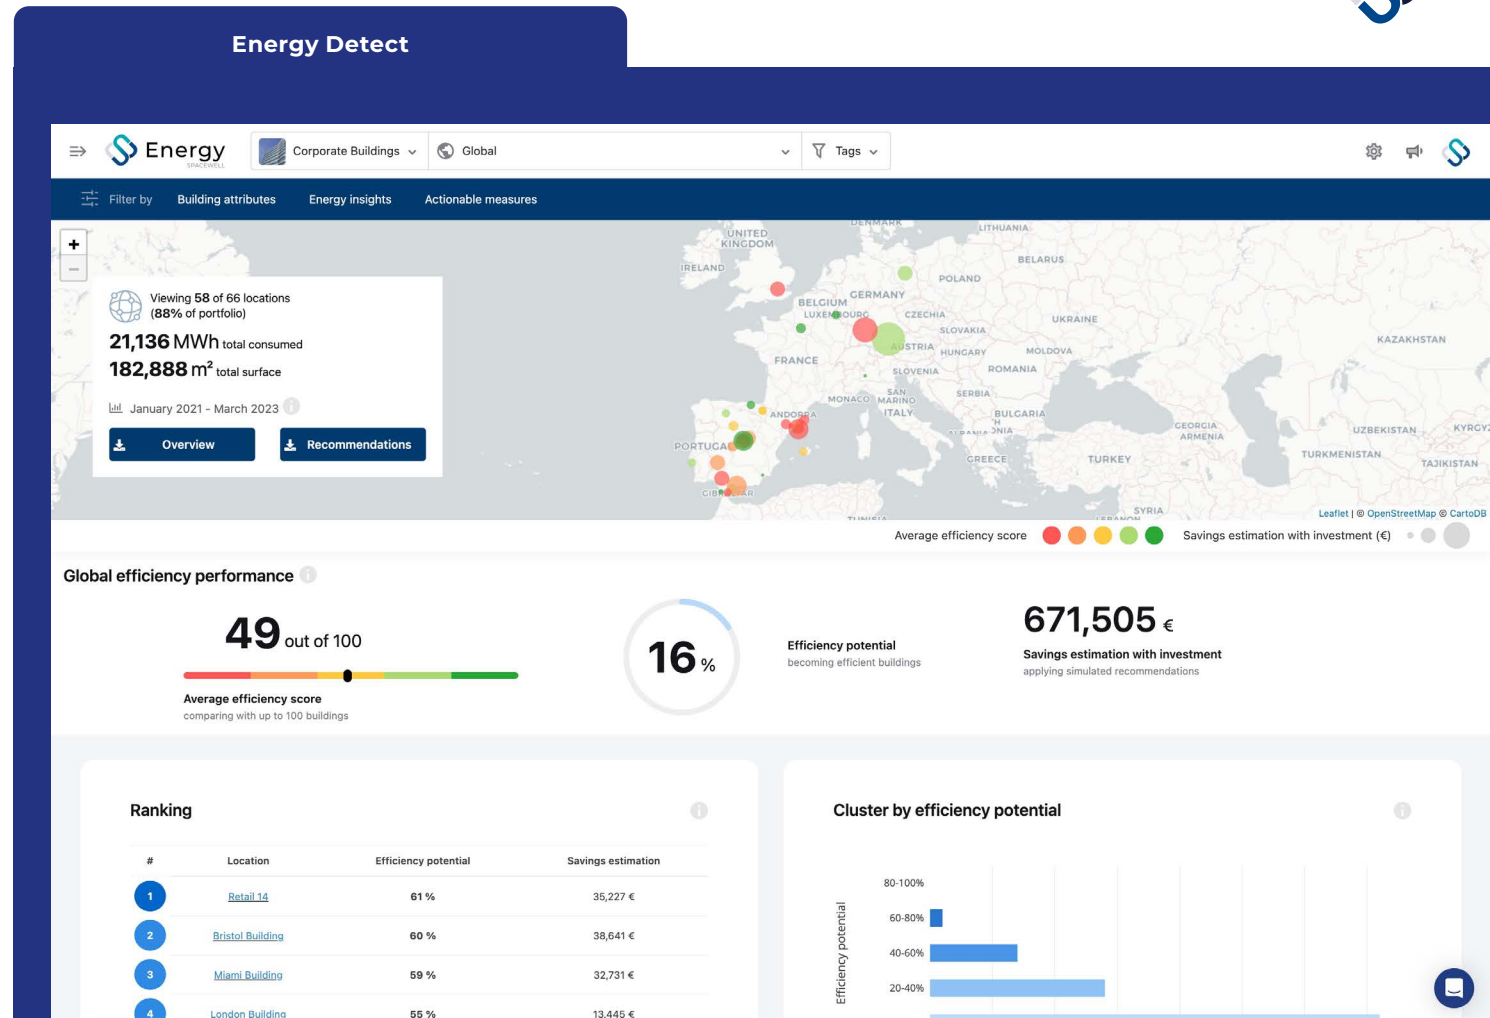 Energy Detect
Energy
SPACEWELL
Corporate Buildings
Global
Tags
Filter by
Building attributes
Energy insights
Actionable measures
+
−
UNITED
KINGDOM
IRELAND
DENMARK
LITHUANIA
BELARUS
POLAND
GERMANY
BELGIUM
LUXEMBOURG
CZECHIA
SLOVAKIA
UKRAINE
AUSTRIA
HUNGARY
MOLDOVA
KAZAKHSTAN
FRANCE
SLOVENIA
ROMANIA
SAN
MARINO
MONACO
SERBIA
ITALY
ANDORRA
BULGARIA
PORTUGA
GREECE
TURKEY
GEORGIA
ARMENIA
UZBEKISTAN
KYRGYZ
TURKMENISTAN
TAJIKISTAN
SYRIA
LEBANON
TUNISIA
Viewing 58 of 66 locations
(88% of portfolio)
21,136 MWh total consumed
182,888 m² total surface
January 2021 - March 2023
Overview
Recommendations
Leaflet | © OpenStreetMap © CartoDB
Average efficiency score
Savings estimation with investment (€)
Global efficiency performance
49 out of 100
Average efficiency score
comparing with up to 100 buildings
16 %
Efficiency potential
becoming efficient buildings
671,505 €
Savings estimation with investment
applying simulated recommendations
Ranking
# Location Efficiency potential Savings estimation
1 Retail 14 61 % 35,227 €
2 Bristol Building 60 % 38,641 €
3 Miami Building 59 % 32,731 €
4 London Building 55 % 13,445 €
Cluster by efficiency potential
Efficiency potential
80-100%
60-80%
40-60%
20-40%